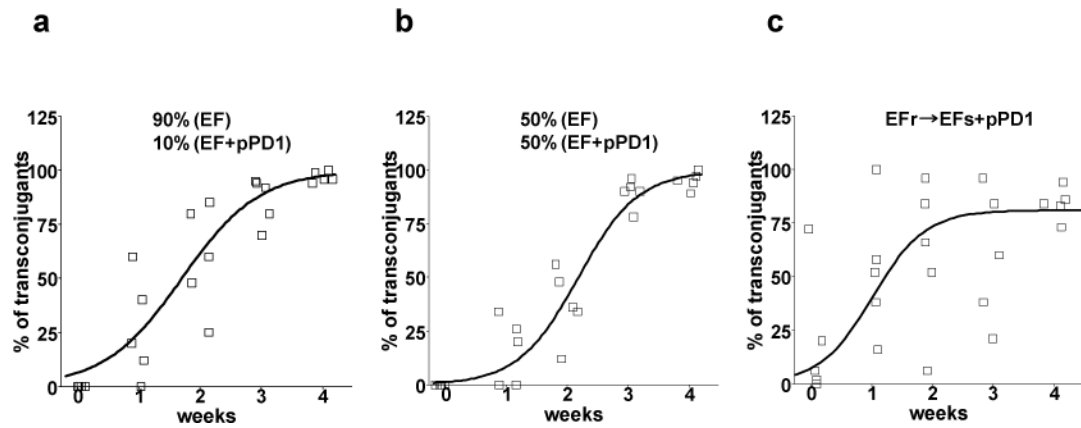 a
90% (EF)
10% (EF+pPD1)
% of transconjugants
125
100
75
50
25
0
0 1 2 3 4
weeks
b
50% (EF)
50% (EF+pPD1)
% of transconjugants
125
100
75
50
25
0
0 1 2 3 4
weeks
c
EFr→EFs+pPD1
% of transconjugants
125
100
75
50
25
0
0 1 2 3 4
weeks